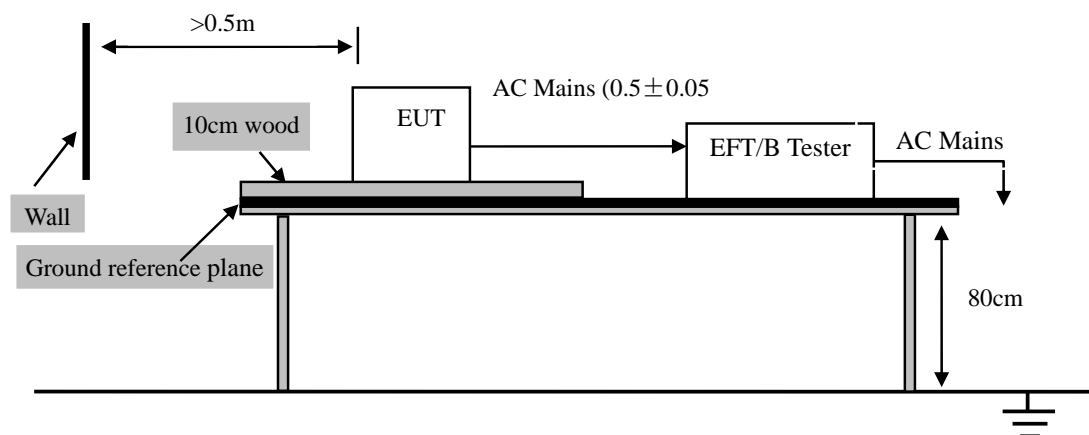 >0.5m
AC Mains (0.5±0.05
EUT
10cm wood
EFT/B Tester
AC Mains
Wall
Ground reference plane
80cm